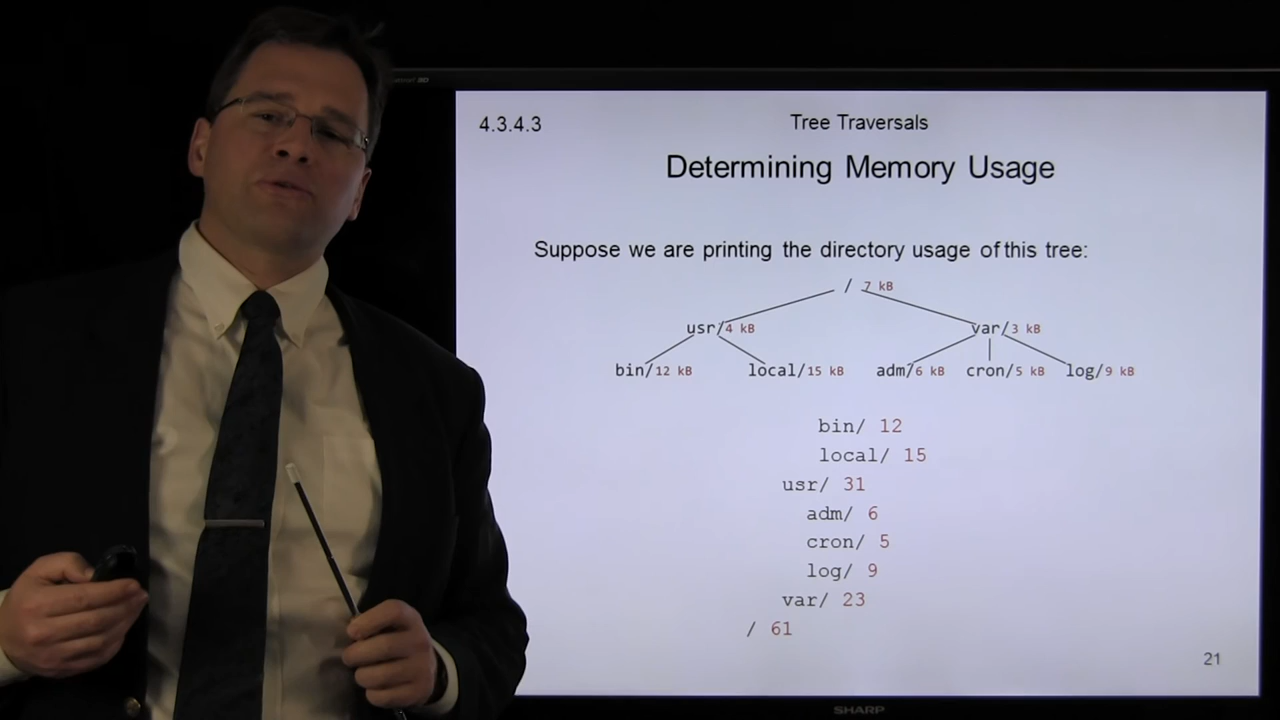 4.3.4.3
Tree Traversals
Determining Memory Usage
Suppose we are printing the directory usage of this tree:
/ 7 kB
usr/4 kB var/3 kB
bin/12 kB local/15 kB adm/6 kB cron/5 kB log/9 kB
bin/ 12
local/ 15
usr/ 31
adm/ 6
cron/ 5
log/ 9
var/ 23
/ 61
21
SHARP